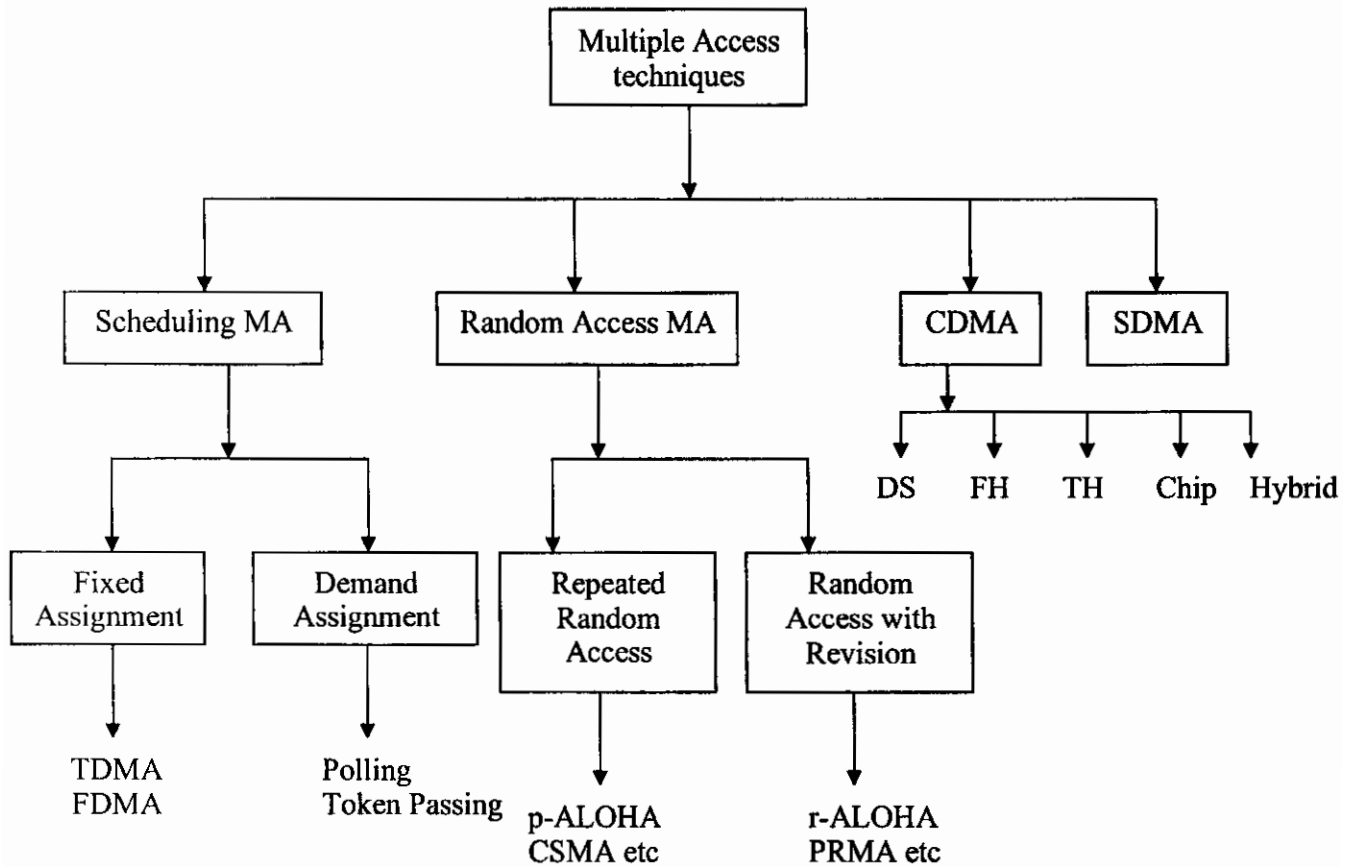 Multiple Access
techniques
Scheduling MA
Random Access MA
CDMA
SDMA
DS
FH
TH
Chip
Hybrid
Fixed
Assignment
Demand
Assignment
Repeated
Random
Access
Random
Access with
Revision
TDMA
FDMA
Polling
Token Passing
p-ALOHA
CSMA etc
r-ALOHA
PRMA etc